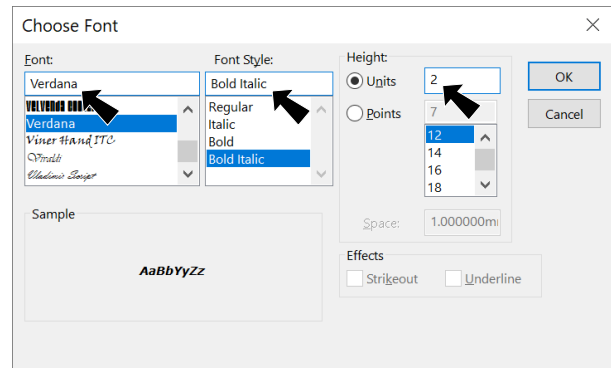 Choose Font
Font:
Verdana
Verdana
Viner Hand ITC
Vivaldi
Vladimir Script
Font Style:
Bold Italic
Regular
Italic
Bold
Bold Italic
Height:
Units
2
Points
7
12
14
16
18
Space:
1.000000m
OK
Cancel
Sample
AaBbYyZz
Effects
Strikeout
Underline